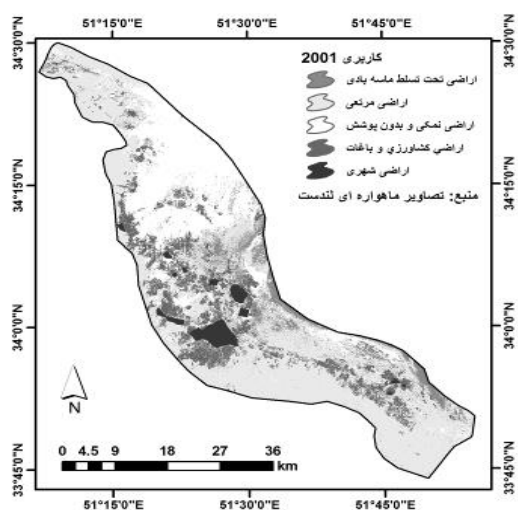 51°15'0"E 51°30'0"E 51°45'0"E
34°30'0"N 34°30'0"N
کاربری 2001
اراضی تحت تسلط ماسه بادی
اراضی مرتعی
اراضی نمکی و بدون پوشش
اراضي کشاورزي و باغات
اراضی شهری
منبع: تصاویر ماهواره ای لندست
34°15'0"N 34°15'0"N
34°0'0"N 34°0'0"N
N
0 4.5 9 18 27 36
km
33°45'0"N 33°45'0"N
51°15'0"E 51°30'0"E 51°45'0"E